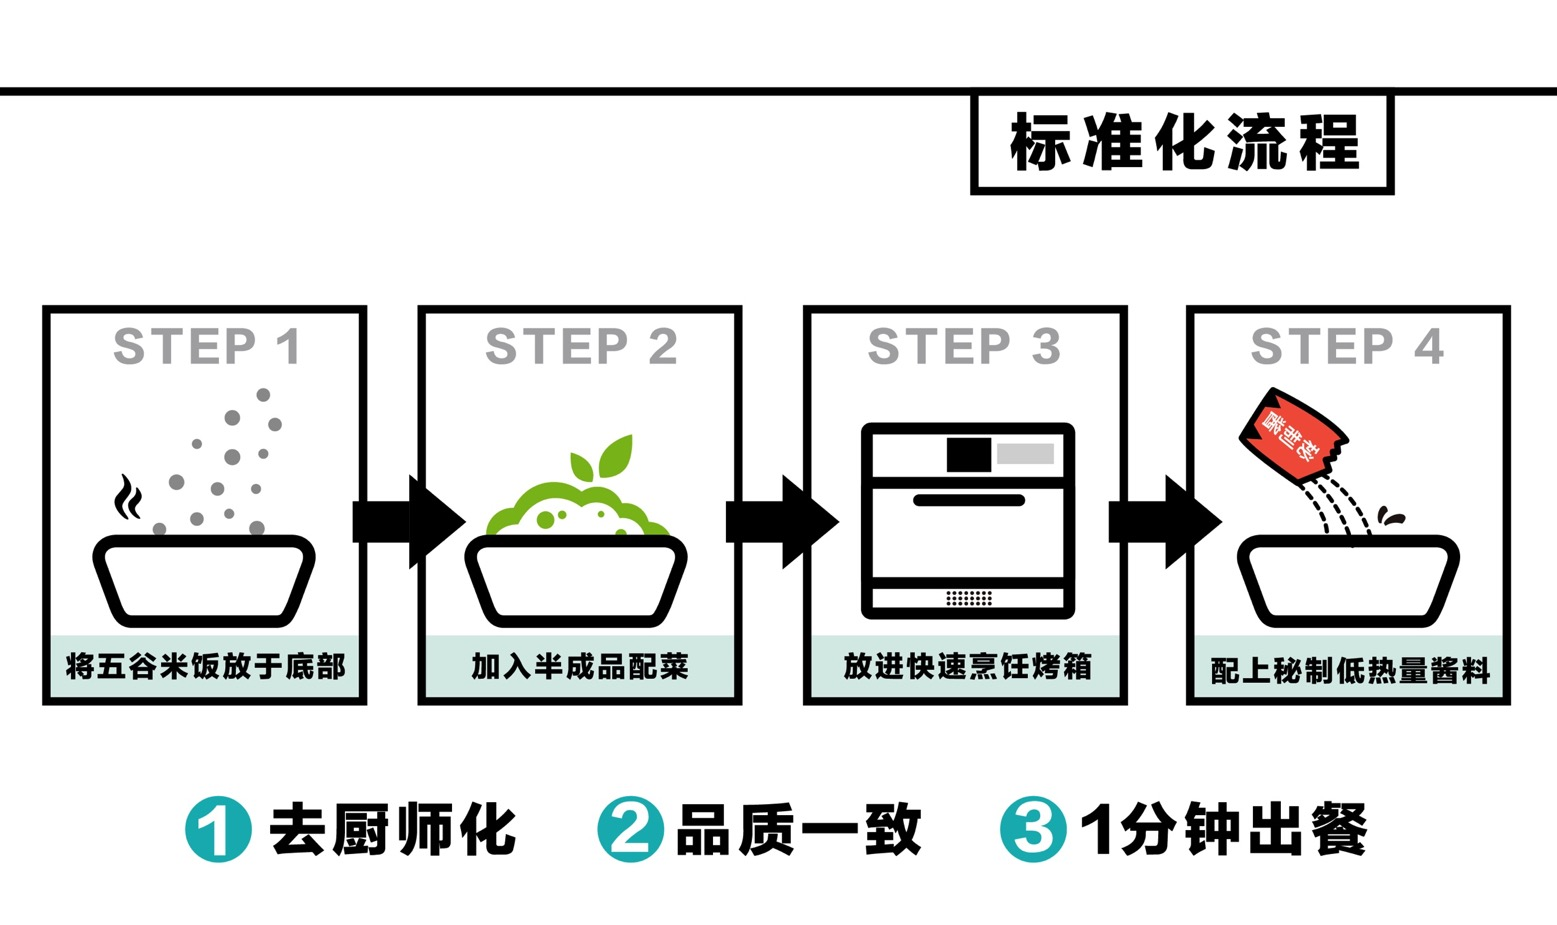 标准化流程
STEP 1
将五谷米饭放于底部
STEP 2
加入半成品配菜
STEP 3
放进快速烹饪烤箱
STEP 4
秘制酱
配上秘制低热量酱料
1 去厨师化
2 品质一致
3 1分钟出餐